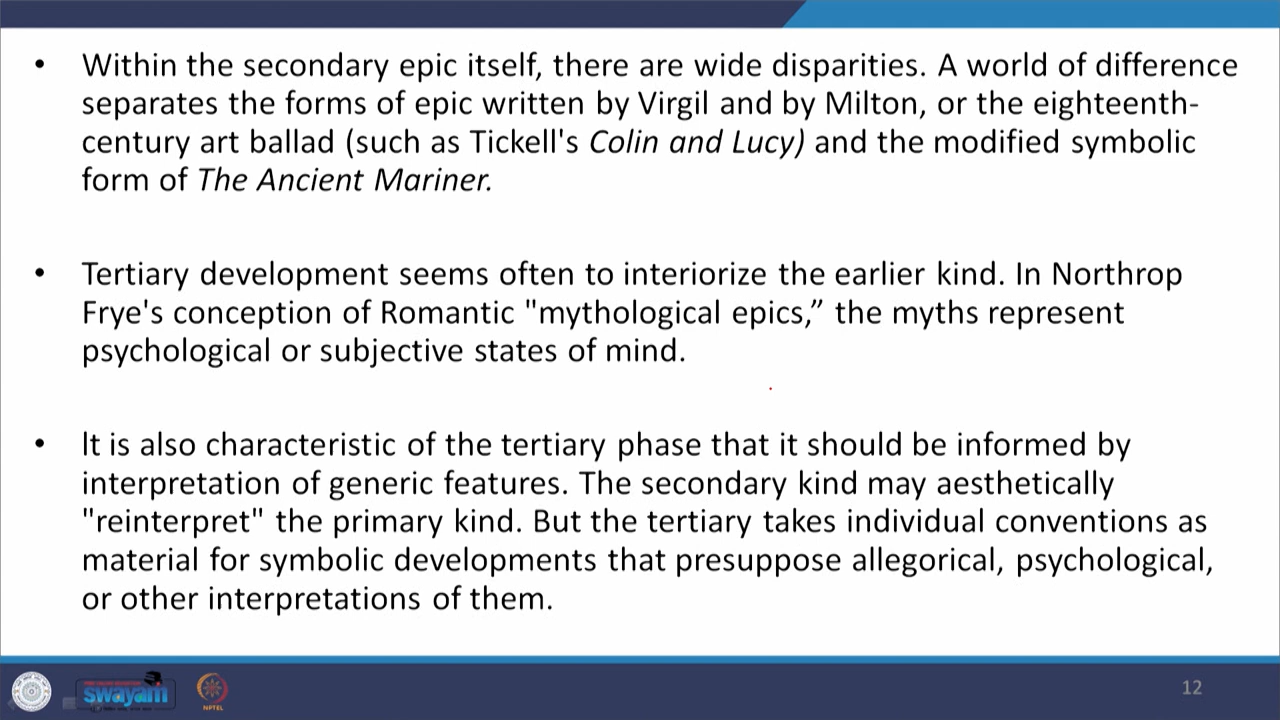 • Within the secondary epic itself, there are wide disparities. A world of difference
separates the forms of epic written by Virgil and by Milton, or the eighteenth-
century art ballad (such as Tickell's Colin and Lucy) and the modified symbolic
form of The Ancient Mariner.
• Tertiary development seems often to interiorize the earlier kind. In Northrop
Frye's conception of Romantic "mythological epics,” the myths represent
psychological or subjective states of mind.
• It is also characteristic of the tertiary phase that it should be informed by
interpretation of generic features. The secondary kind may aesthetically
"reinterpret" the primary kind. But the tertiary takes individual conventions as
material for symbolic developments that presuppose allegorical, psychological,
or other interpretations of them.
swayam
NPTEL
12